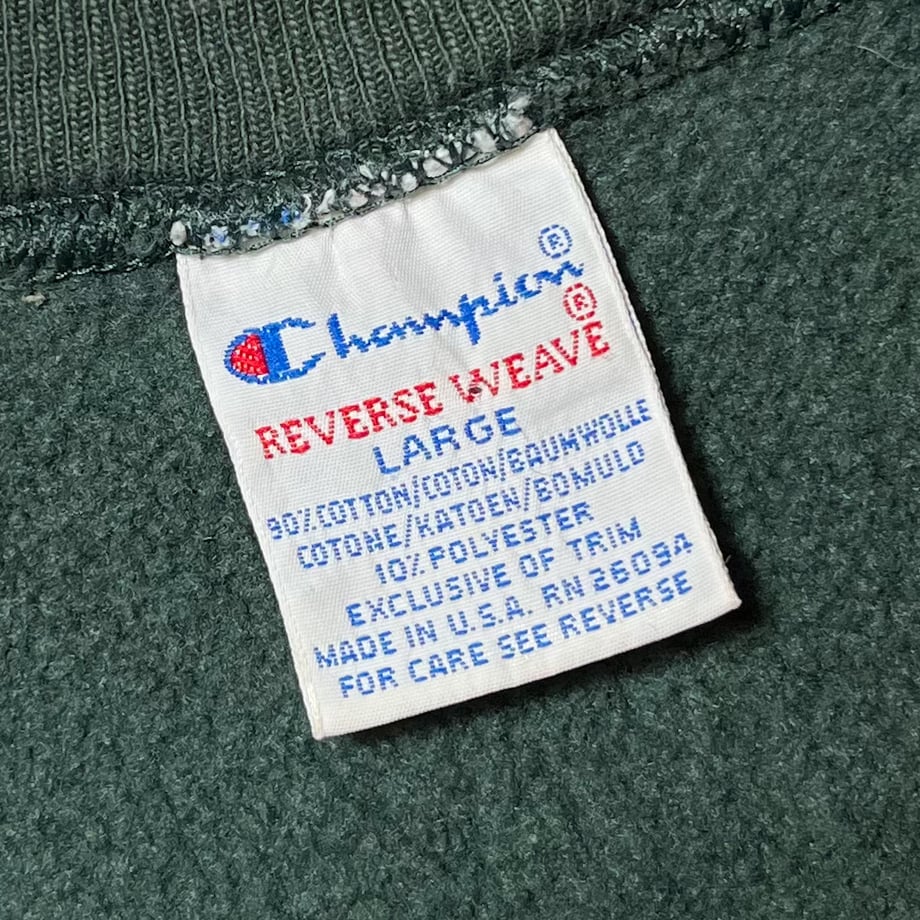 Champion®
REVERSE WEAVE®
LARGE
90% COTTON/COTON/BAUMWOLLE
COTONE/KATOEN/BOMULD
10% POLYESTER
EXCLUSIVE OF TRIM
MADE IN U.S.A. RN 26094
FOR CARE SEE REVERSE